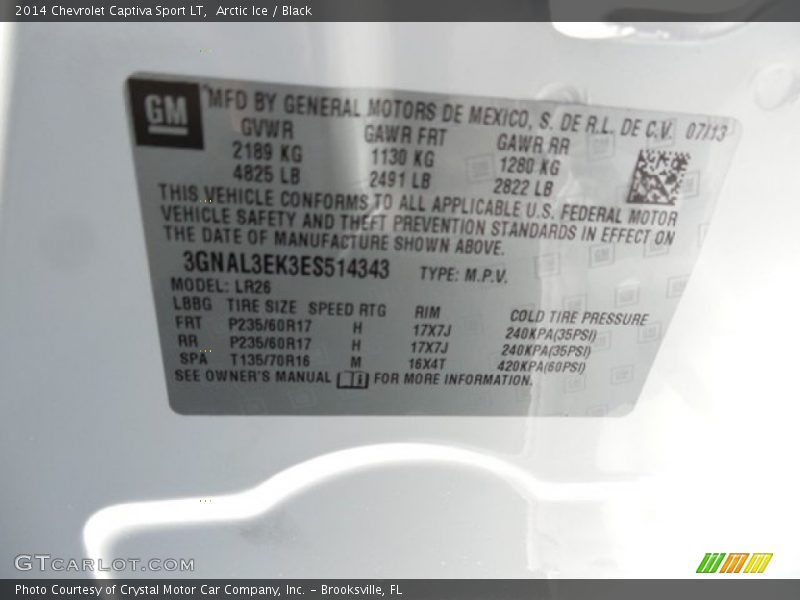 2014 Chevrolet Captiva Sport LT,  Arctic Ice / Black
GM
MFD BY GENERAL MOTORS DE MEXICO, S. DE R.L. DE C.V. 07/13
GVWR GAWR FRT GAWR RR
2189 KG 1130 KG 1280 KG
4825 LB 2491 LB 2822 LB
THIS VEHICLE CONFORMS TO ALL APPLICABLE U.S. FEDERAL MOTOR
VEHICLE SAFETY AND THEFT PREVENTION STANDARDS IN EFFECT ON
THE DATE OF MANUFACTURE SHOWN ABOVE.
3GNAL3EK3ES514343 TYPE: M.P.V.
MODEL: LR26
LBBG TIRE SIZE SPEED RTG RIM COLD TIRE PRESSURE
FRT P235/60R17 H 17X7J 240KPA(35PSI)
RR P235/60R17 H 17X7J 240KPA(35PSI)
SPA T135/70R16 M 16X4T 420KPA(60PSI)
SEE OWNER'S MANUAL FOR MORE INFORMATION.
GTCARLOT.COM
Photo Courtesy of Crystal Motor Car Company, Inc. – Brooksville, FL